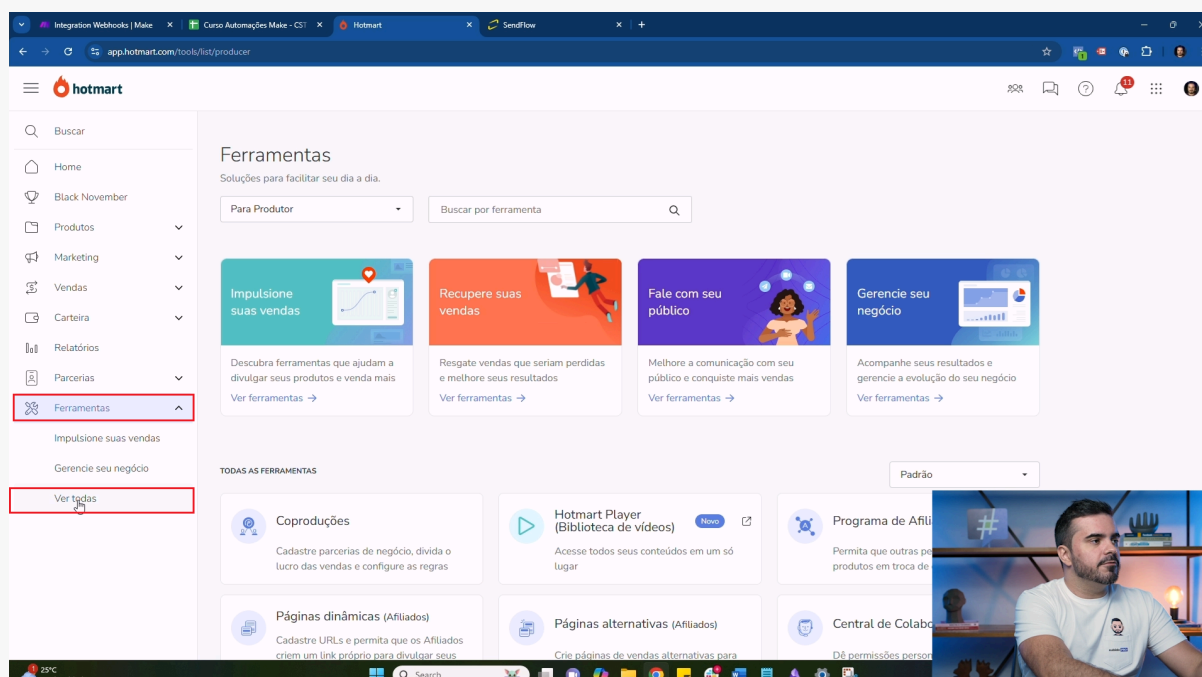 Integration Webhooks | Make
Curso Automações Make - CST
Hotmart
SendFlow
app.hotmart.com/tools/list/producer
hotmart
11
Buscar
Home
Black November
Produtos
Marketing
Vendas
Carteira
Relatórios
Parcerias
Ferramentas
Impulsione suas vendas
Gerencie seu negócio
Ver todas
Ferramentas
Soluções para facilitar seu dia a dia.
Para Produtor
Buscar por ferramenta
Impulsione
suas vendas
Descubra ferramentas que ajudam a
divulgar seus produtos e venda mais
Ver ferramentas →
Recupere suas
vendas
Resgate vendas que seriam perdidas
e melhore seus resultados
Ver ferramentas →
Fale com seu
público
Melhore a comunicação com seu
público e conquiste mais vendas
Ver ferramentas →
Gerencie seu
negócio
Acompanhe seus resultados e
gerencie a evolução do seu negócio
Ver ferramentas →
TODAS AS FERRAMENTAS
Padrão
Coproduções
Cadastre parcerias de negócio, divida o
lucro das vendas e configure as regras
Hotmart Player
(Biblioteca de vídeos)
Novo
Acesse todos seus conteúdos em um só
lugar
Programa de Afili
Permita que outras pe
produtos em troca de
Páginas dinâmicas (Afiliados)
Cadastre URLs e permita que os Afiliados
criem um link próprio para divulgar seus
Páginas alternativas (Afiliados)
Crie páginas de vendas alternativas para
Central de Colabo
Dê permissões person
#
1
25°C
Search